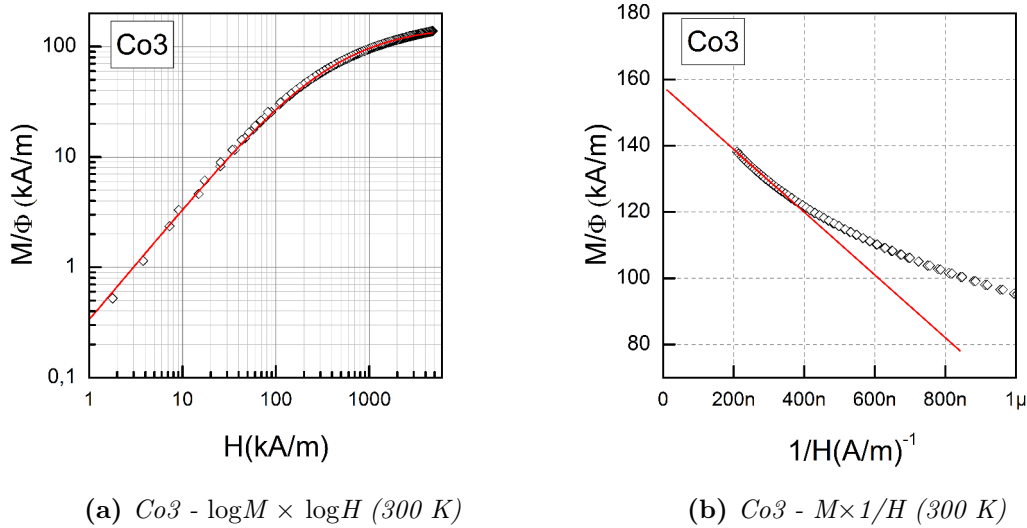 Co3
M/Φ (kA/m)
100
10
1
0,1
1
10
100
1000
H(kA/m)
(a) Co3 - logM × logH (300 K)
Co3
M/Φ (kA/m)
180
160
140
120
100
80
0
200n
400n
600n
800n
1µ
1/H(A/m)⁻¹
(b) Co3 - M×1/H (300 K)